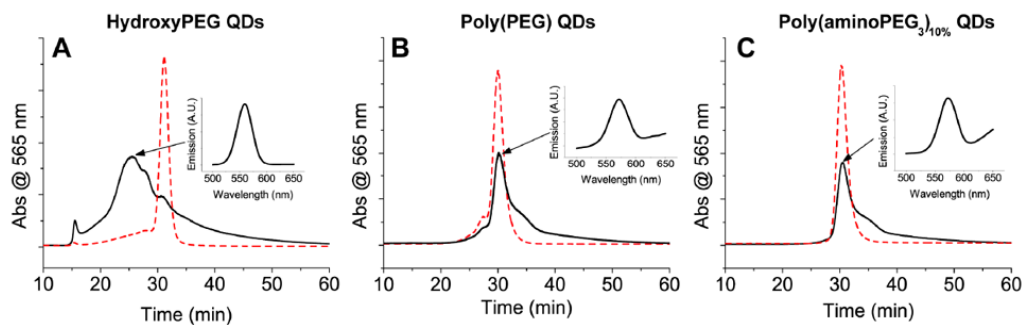 HydroxyPEG QDs
A
Abs @ 565 nm
Emission (A.U.)
500 550 600 650
Wavelength (nm)
10 20 30 40 50 60
Time (min)
Poly(PEG) QDs
B
Abs @ 565 nm
Emission (A.U.)
500 550 600 650
Wavelength (nm)
10 20 30 40 50 60
Time (min)
Poly(aminoPEG₃)₁₀% QDs
C
Abs @ 565 nm
Emission (A.U.)
500 550 600 650
Wavelength (nm)
10 20 30 40 50 60
Time (min)